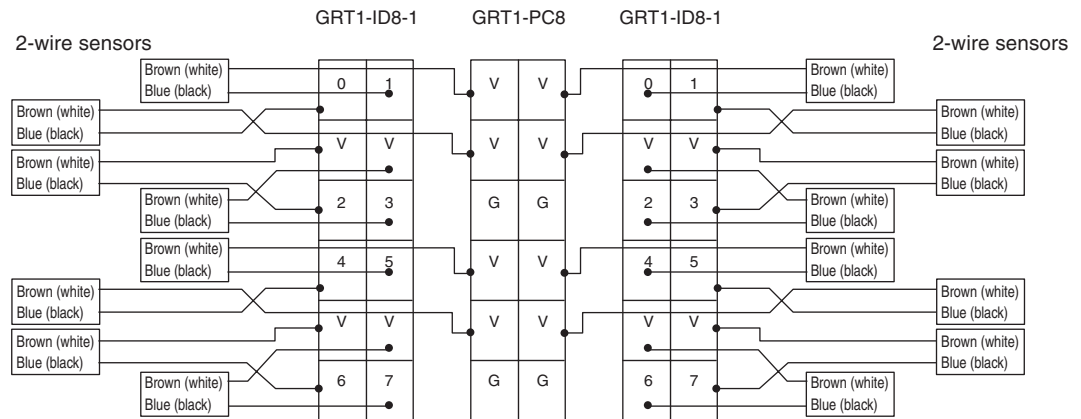 GRT1-ID8-1 GRT1-PC8 GRT1-ID8-1
2-wire sensors 2-wire sensors
Brown (white) Brown (white)
Blue (black) 0 1 V V 0 1 Blue (black)
Brown (white) Brown (white)
Blue (black) Blue (black)
V V V V V V
Brown (white) Brown (white)
Blue (black) Blue (black)
Brown (white) Brown (white)
2 3 G G 2 3
Blue (black) Blue (black)
Brown (white) Brown (white)
4 5 V V 4 5
Blue (black) Blue (black)
Brown (white) Brown (white)
Blue (black) Blue (black)
V V V V V V
Brown (white) Brown (white)
Blue (black) Blue (black)
Brown (white) 6 7 G G 6 7 Brown (white)
Blue (black) Blue (black)